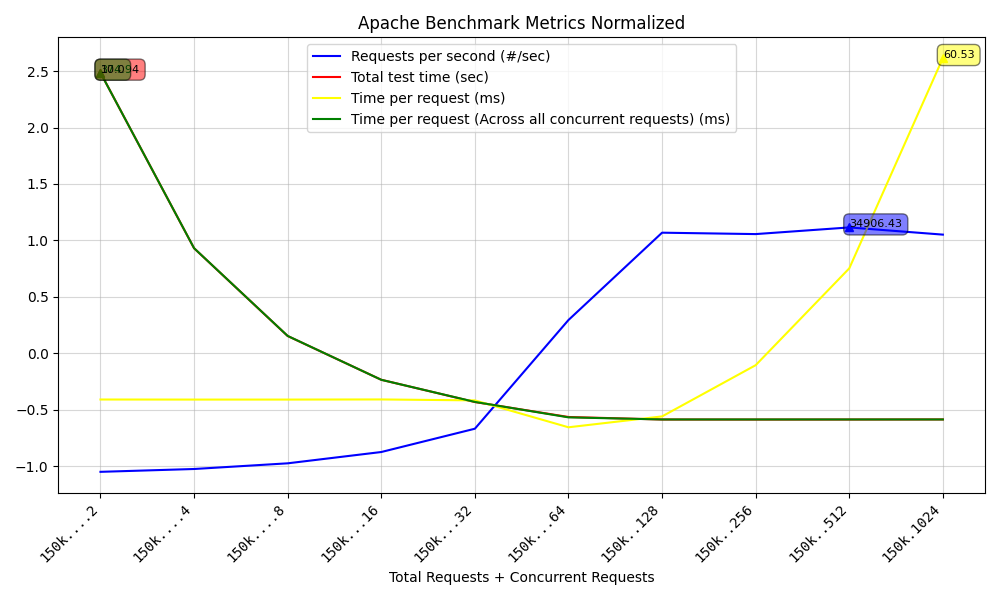 Apache Benchmark Metrics Normalized
Requests per second (#/sec)
Total test time (sec)
Time per request (ms)
Time per request (Across all concurrent requests) (ms)
60.53
34906.43
2.5
2.0
1.5
1.0
0.5
0.0
−0.5
−1.0
150k....2
150k....4
150k....8
150k...16
150k...32
150k...64
150k..128
150k..256
150k..512
150k.1024
Total Requests + Concurrent Requests